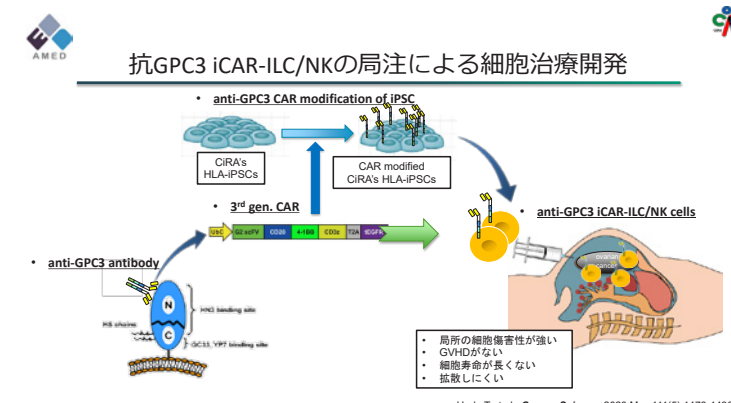 AMED
抗GPC3 iCAR-ILC/NKの局注による細胞治療開発
• anti-GPC3 CAR modification of iPSC
CiRA's
HLA-iPSCs
CAR modified
CiRA's HLA-iPSCs
• 3rd gen. CAR
UbC G2 scFV CD28 4-1BB CD3z T2A tEGFR
• anti-GPC3 iCAR-ILC/NK cells
• anti-GPC3 antibody
ovarian
cancer
N
HN3 binding site
HS chains
C
GC33, YP7 binding site
• 局所の細胞傷害性が強い
• GVHDがない
• 細胞寿命が長くない
• 拡散しにくい